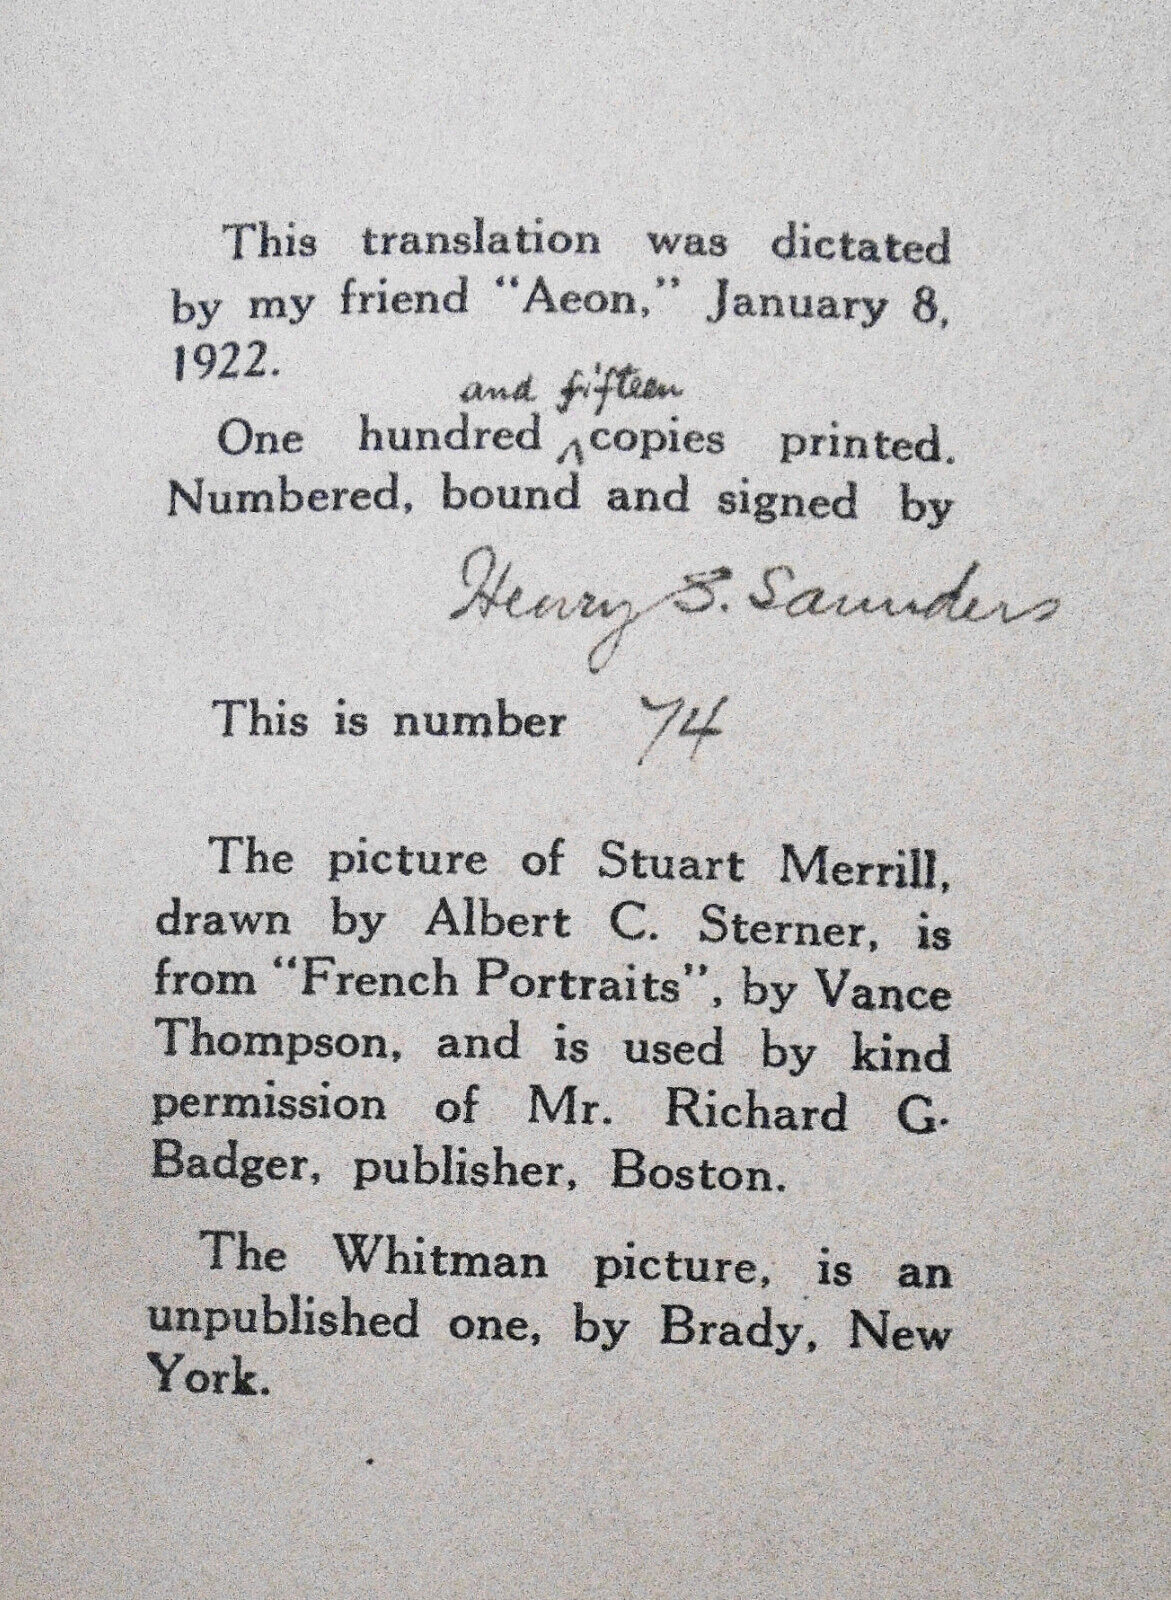 This translation was dictated
by my friend "Aeon," January 8,
1922.
and fifteen
One hundred ^ copies printed.
Numbered, bound and signed by
Henry S. Saunders
This is number 74
The picture of Stuart Merrill,
drawn by Albert C. Sterner, is
from "French Portraits", by Vance
Thompson, and is used by kind
permission of Mr. Richard G.
Badger, publisher, Boston.
The Whitman picture, is an
unpublished one, by Brady, New
York.